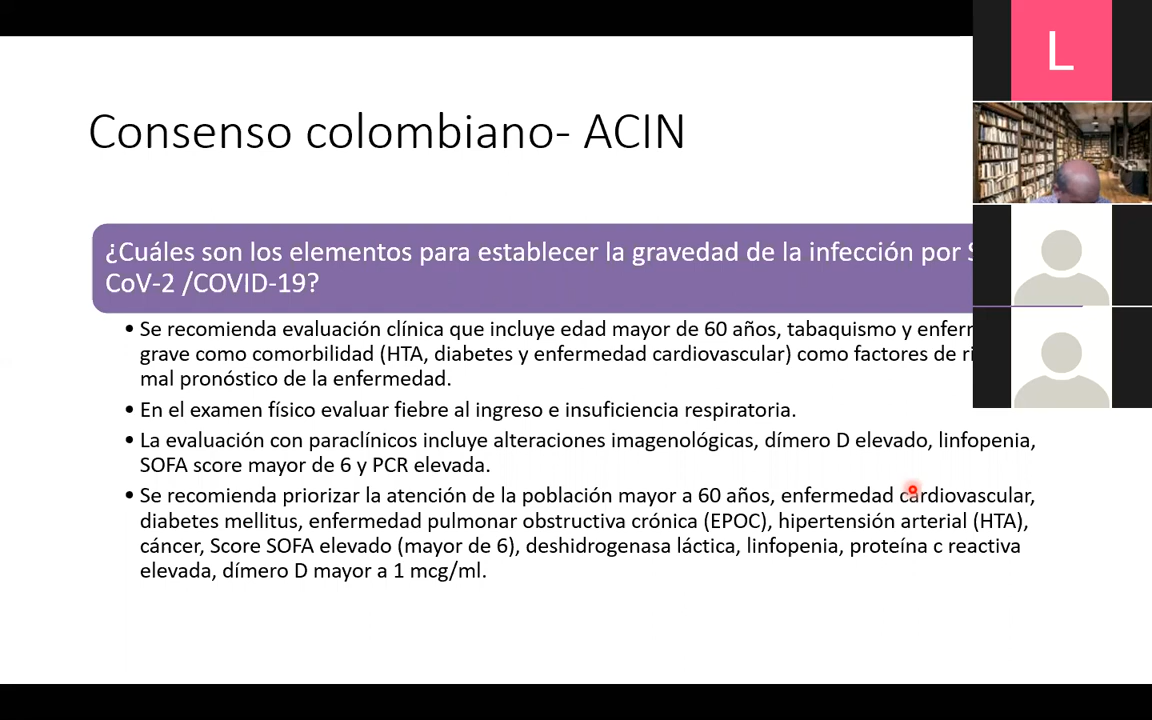 L
Consenso colombiano- ACIN
¿Cuáles son los elementos para establecer la gravedad de la infección por
CoV-2 /COVID-19?
• Se recomienda evaluación clínica que incluye edad mayor de 60 años, tabaquismo y
grave como comorbilidad (HTA, diabetes y enfermedad cardiovascular) como factores de
mal pronóstico de la enfermedad.
• En el examen físico evaluar fiebre al ingreso e insuficiencia respiratoria.
• La evaluación con paraclínicos incluye alteraciones imagenológicas, dímero D elevado, linfopenia,
SOFA score mayor de 6 y PCR elevada.
• Se recomienda priorizar la atención de la población mayor a 60 años, enfermedad cardiovascular,
diabetes mellitus, enfermedad pulmonar obstructiva crónica (EPOC), hipertensión arterial (HTA),
cáncer, Score SOFA elevado (mayor de 6), deshidrogenasa láctica, linfopenia, proteína c reactiva
elevada, dímero D mayor a 1 mcg/ml.